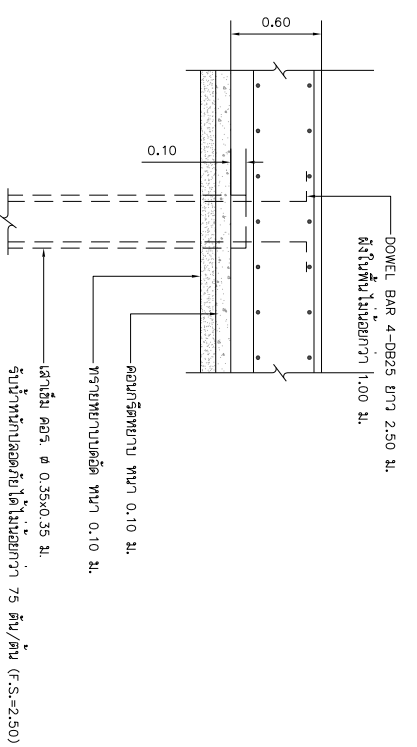 0.60
0.10
DOWEL BAR 4-DB25 ยาว 2.50 ม.
ฝังในพื้นไม่น้อยกว่า 1.00 ม.
คอนกรีตหยาบ หนา 0.10 ม.
ทรายหยาบบดอัด หนา 0.10 ม.
เสาเข็ม คอร. ø 0.35x0.35 ม.
รับน้ำหนักปลอดภัยได้ไม่น้อยกว่า 75 ตัน/ต้น (F.S.=2.50)